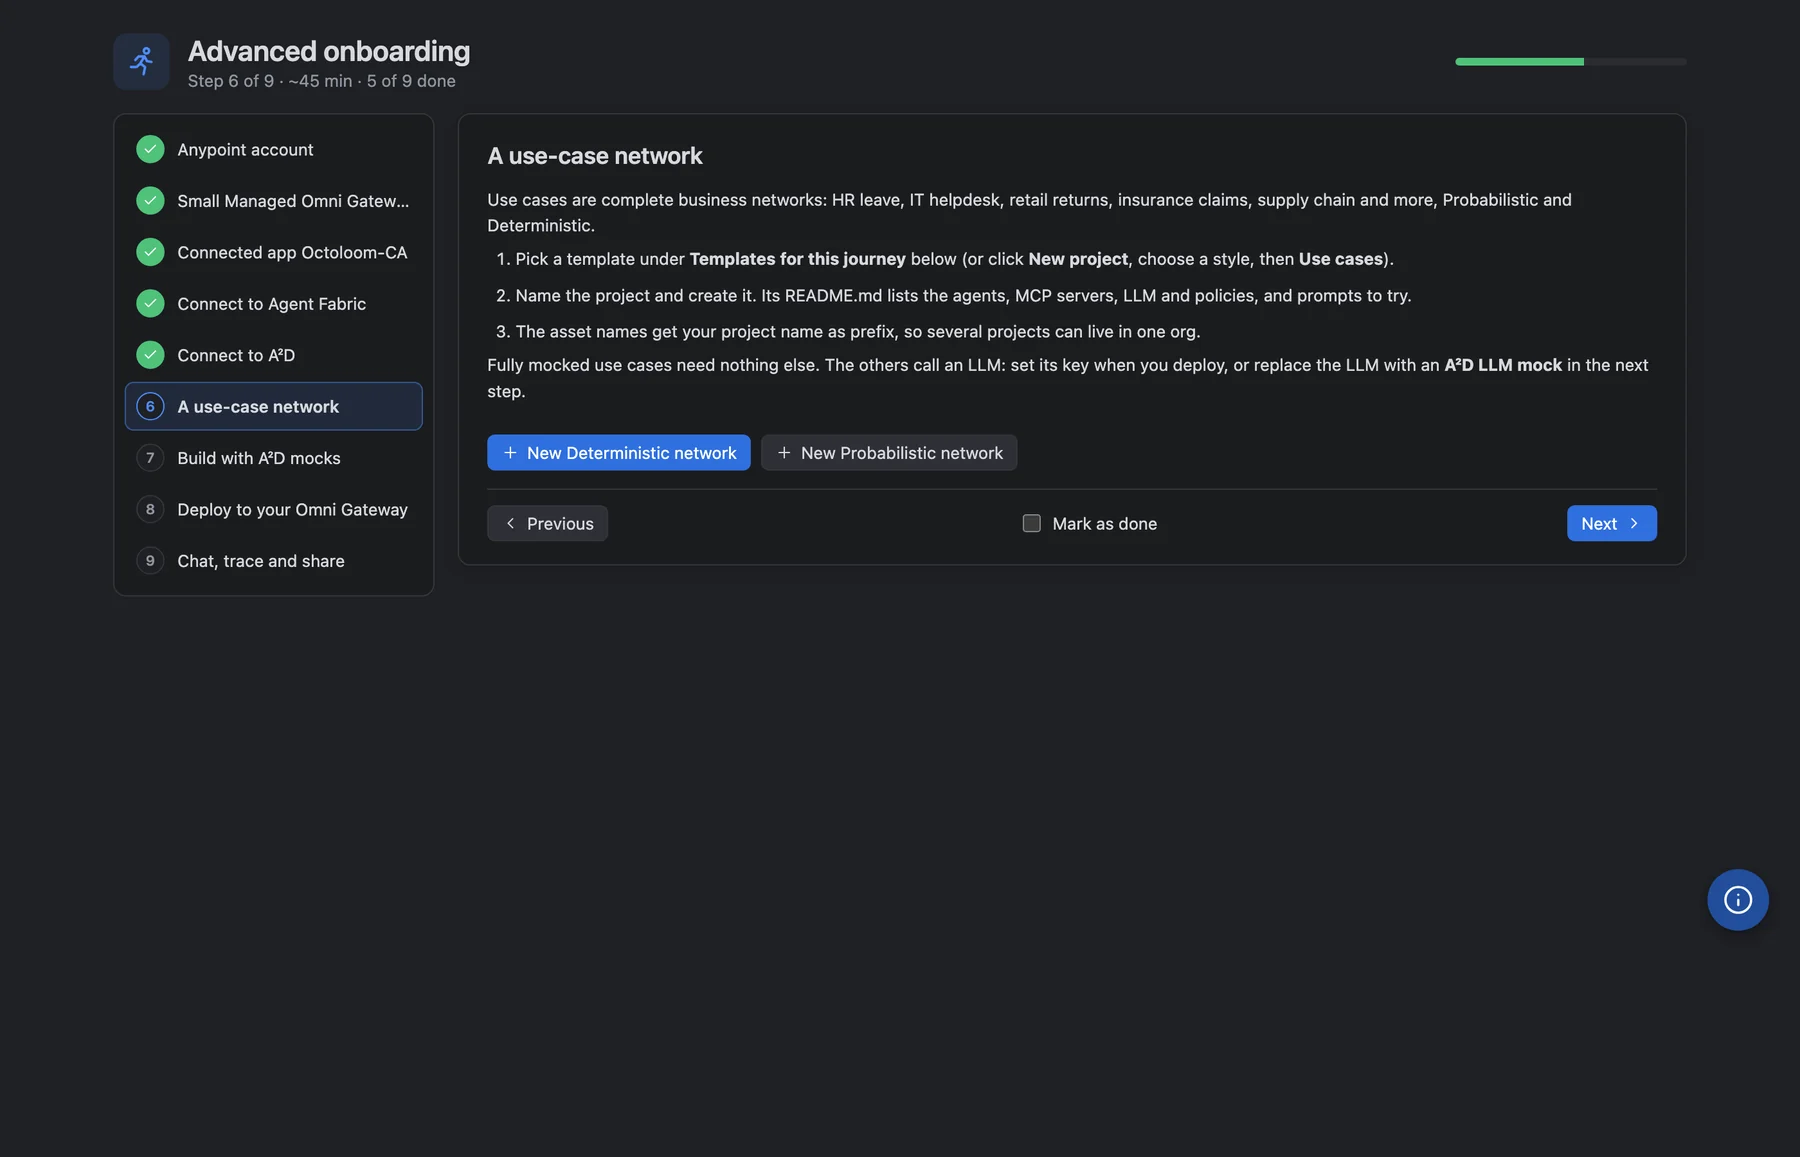 Advanced onboarding
Step 6 of 9 · ~45 min · 5 of 9 done
Anypoint account
Small Managed Omni Gatew...
Connected app Octoloom-CA
Connect to Agent Fabric
Connect to A²D
6 A use-case network
7 Build with A²D mocks
8 Deploy to your Omni Gateway
9 Chat, trace and share
A use-case network
Use cases are complete business networks: HR leave, IT helpdesk, retail returns, insurance claims, supply chain and more, Probabilistic and
Deterministic.
1. Pick a template under Templates for this journey below (or click New project, choose a style, then Use cases).
2. Name the project and create it. Its README.md lists the agents, MCP servers, LLM and policies, and prompts to try.
3. The asset names get your project name as prefix, so several projects can live in one org.
Fully mocked use cases need nothing else. The others call an LLM: set its key when you deploy, or replace the LLM with an A²D LLM mock in the next
step.
+ New Deterministic network
+ New Probabilistic network
Previous
Mark as done
Next